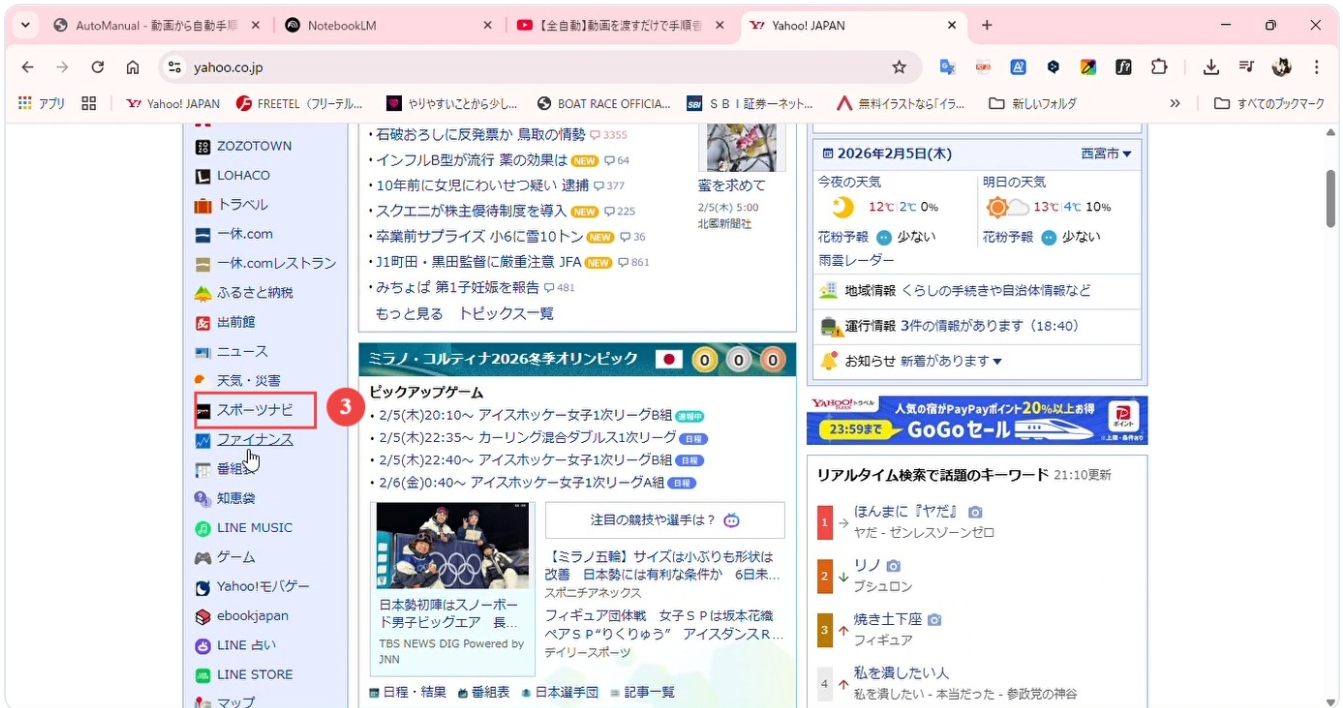 AutoManual - 動画から自動手順
NotebookLM
【全自動】動画を渡すだけで手順書
Yahoo! JAPAN
yahoo.co.jp
アプリ
Yahoo! JAPAN
FREETEL（フリーテル...
やりやすいことから少し...
BOAT RACE OFFICIA...
SBI
ＳＢＩ証券ーネット...
無料イラストなら「イラ...
新しいフォルダ
すべてのブックマーク
ZOZOTOWN
LOHACO
トラベル
一休.com
一休.comレストラン
ふるさと納税
出前館
ニュース
天気・災害
スポーツナビ
3
ファイナンス
番組表
知恵袋
LINE MUSIC
ゲーム
Yahoo!モバゲー
ebookjapan
LINE 占い
LINE STORE
マップ
・石破おろしに反発票か 鳥取の情勢 3355
・インフルB型が流行 薬の効果は NEW 64
・10年前に女児にわいせつ疑い 逮捕 377
・スクエニが株主優待制度を導入 NEW 225
・卒業前サプライズ 小6に雪10トン NEW 36
・J1町田・黒田監督に厳重注意 JFA NEW 861
・みちょぱ 第1子妊娠を報告 481
もっと見る トピックス一覧
蜜を求めて
2/5(木) 5:00
北國新聞社
ミラノ・コルティナ2026冬季オリンピック 0 0 0
ピックアップゲーム
・2/5(木)20:10～ アイスホッケー女子1次リーグB組 速報中
・2/5(木)22:35～ カーリング混合ダブルス1次リーグ 日程
・2/5(木)22:40～ アイスホッケー女子1次リーグB組 日程
・2/6(金)0:40～ アイスホッケー女子1次リーグA組 日程
日本勢初陣はスノーボー
ド男子ビッグエア 長...
TBS NEWS DIG Powered by
JNN
注目の競技や選手は？
【ミラノ五輪】サイズは小ぶりも形状は
改善 日本勢には有利な条件か 6日未...
スポニチアネックス
フィギュア団体戦 女子ＳＰは坂本花織
ペアＳＰ“りくりゅう” アイスダンスＲ...
デイリースポーツ
日程・結果 番組表 日本選手団 記事一覧
2026年2月5日(木) 西宮市
今夜の天気
12℃ 2℃ 0%
花粉予報 少ない
明日の天気
13℃ 4℃ 10%
花粉予報 少ない
雨雲レーダー
地域情報 くらしの手続きや自治体情報など
運行情報 3件の情報があります（18:40）
お知らせ 新着があります
YAHOO! トラベル
JAPAN
人気の宿がPayPayポイント20%以上お得
23:59まで GoGoセール
ポイント
※上限・条件あり
リアルタイム検索で話題のキーワード 21:10更新
1 ほんまに『ヤだ』
ヤだ - ゼンレスゾーンゼロ
2 リノ
ブシュロン
3 焼き土下座
フィギュア
4 私を潰したい人
私を潰したい - 本当だった - 参政党の神谷